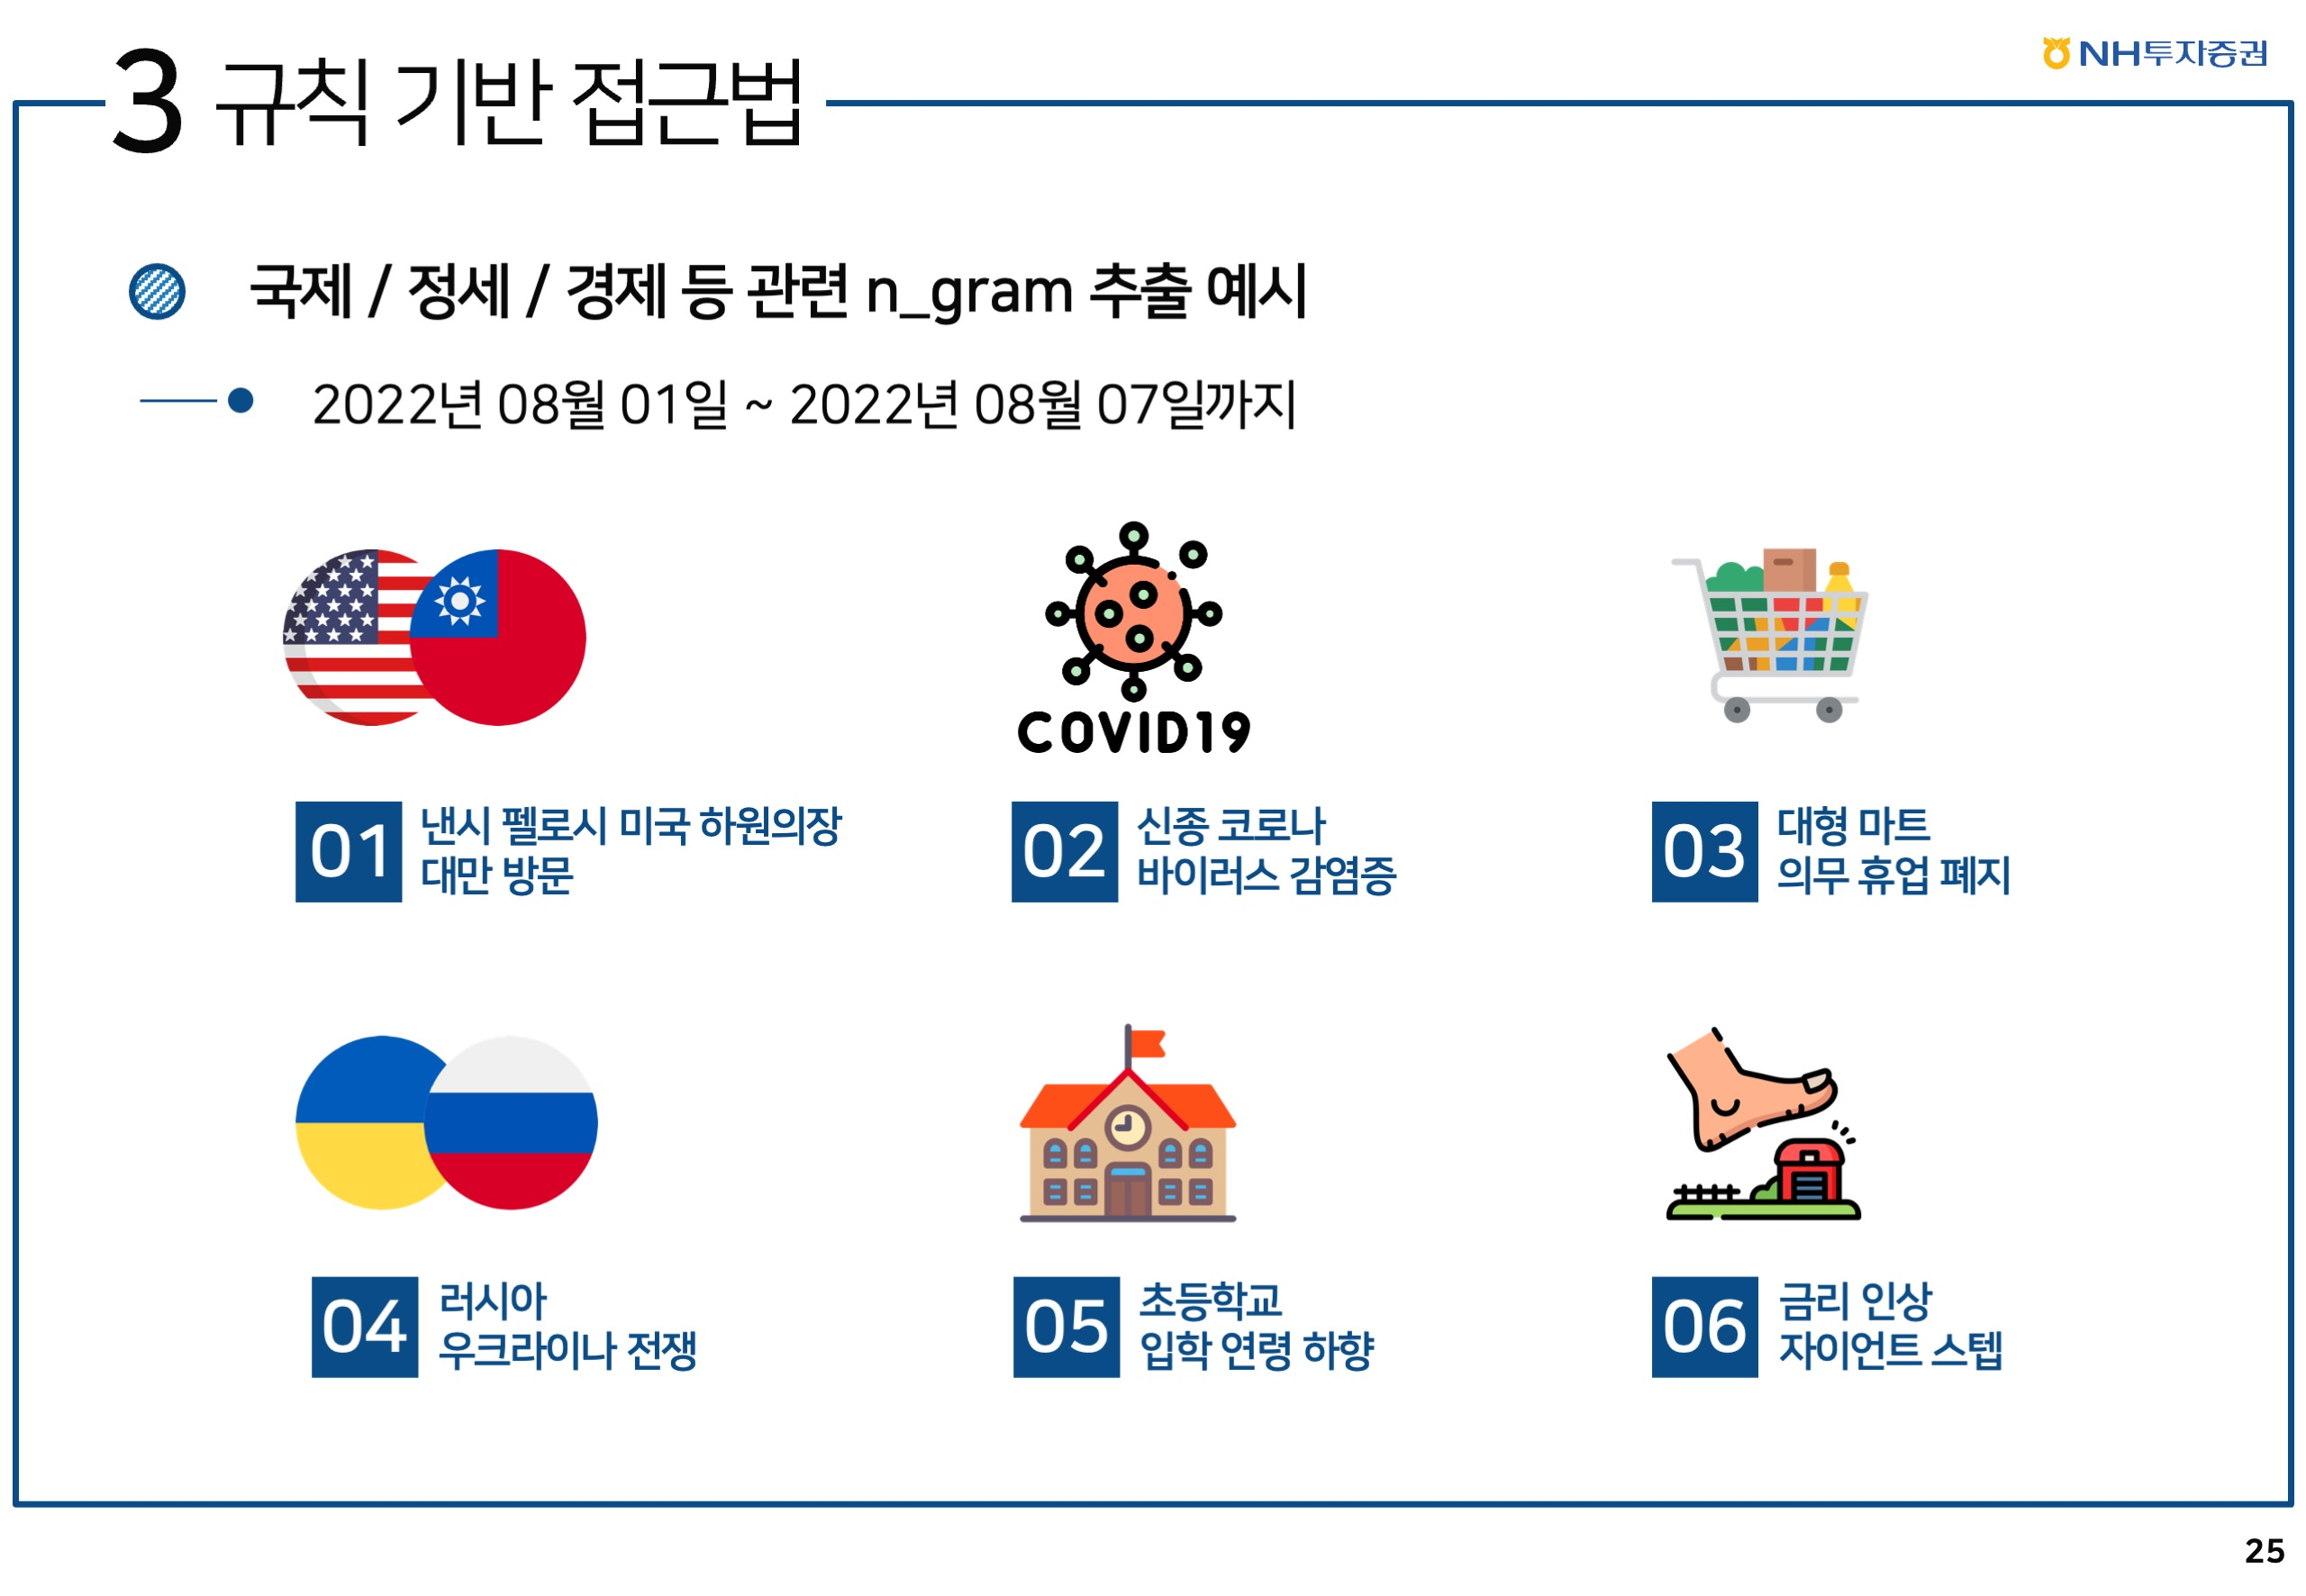 3 규칙 기반 접근법
NH투자증권
국제 / 정세 / 경제 등 관련 n_gram 추출 예시
2022년 08월 01일 ~ 2022년 08월 07일까지
COVID19
01 낸시 펠로시 미국 하원의장
대만 방문
02 신종 코로나
바이러스 감염증
03 대형 마트
의무 휴업 폐지
04 러시아
우크라이나 전쟁
05 초등학교
입학 연령 하향
06 금리 인상
자이언트 스텝
25